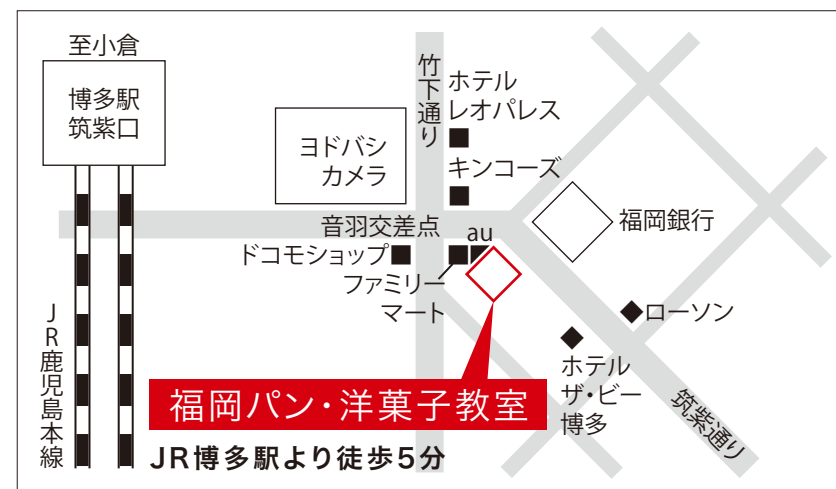 至小倉
博多駅
筑紫口
ヨドバシ
カメラ
竹下通り
ホテル
レオパレス
キンコーズ
音羽交差点
au
福岡銀行
ドコモショップ
ファミリー
マート
ローソン
ホテル
ザ・ビー
博多
筑紫通り
JR鹿児島本線
福岡パン・洋菓子教室
JR博多駅より徒歩5分